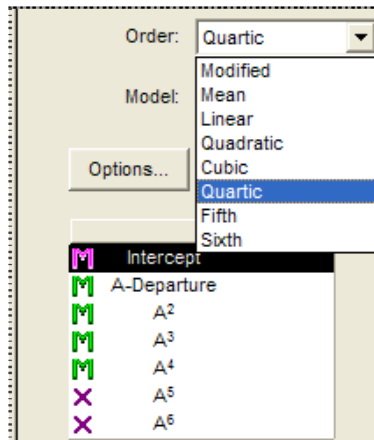 Order: Quartic
Modified
Model: Mean
Linear
Quadratic
Options... Cubic
Quartic
Fifth
Sixth
M Intercept
M A-Departure
M A²
M A³
M A⁴
X A⁵
X A⁶